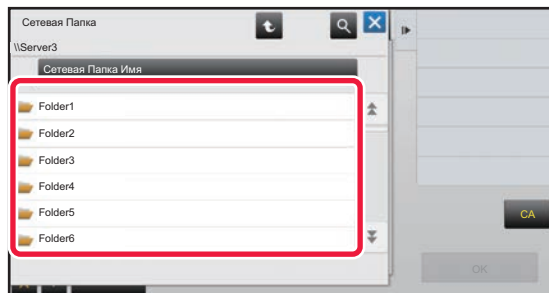 Сетевая Папка
\\Server3
Сетевая Папка Имя
Folder1
Folder2
Folder3
Folder4
Folder5
Folder6
CA
OK